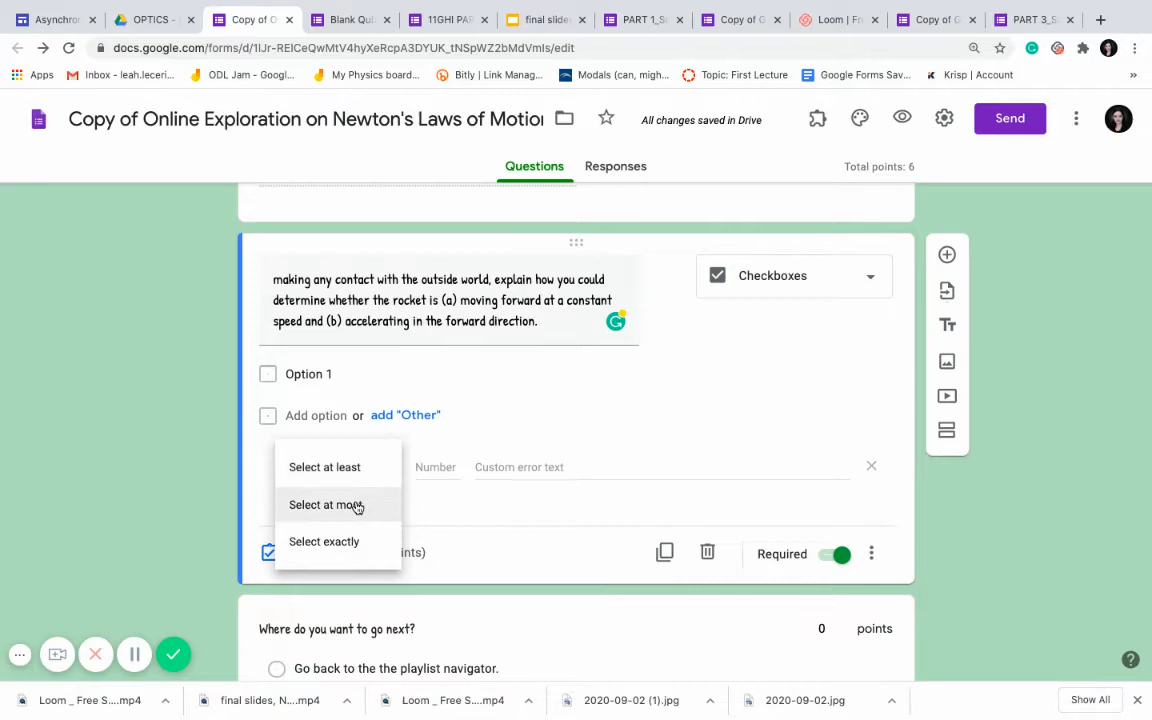 Asynchron
OPTICS -
Copy of O
Blank Qui
11GHI PAR
final slide
PART 1_S
Copy of G
Loom | Fr
Copy of G
PART 3_S
docs.google.com/forms/d/
/edit
Apps
Inbox - leah.leceri...
ODL Jam - Googl...
My Physics board...
Bitly | Link Manag...
Modals (can, migh...
Topic: First Lecture
Google Forms Sav...
Krisp | Account
»
Copy of Online Exploration on Newton's Laws of Motion
All changes saved in Drive
Send
Questions
Responses
Total points: 6
making any contact with the outside world, explain how you could
determine whether the rocket is (a) moving forward at a constant
speed and (b) accelerating in the forward direction.
Checkboxes
Option 1
Add option or add "Other"
Select at least
Number
Custom error text
Select at most
Select exactly
ints)
Required
Where do you want to go next?
0
points
Go back to the the playlist navigator.
Loom _ Free S....mp4
final slides, N....mp4
Loom _ Free S....mp4
2020-09-02 (1).jpg
2020-09-02.jpg
Show All